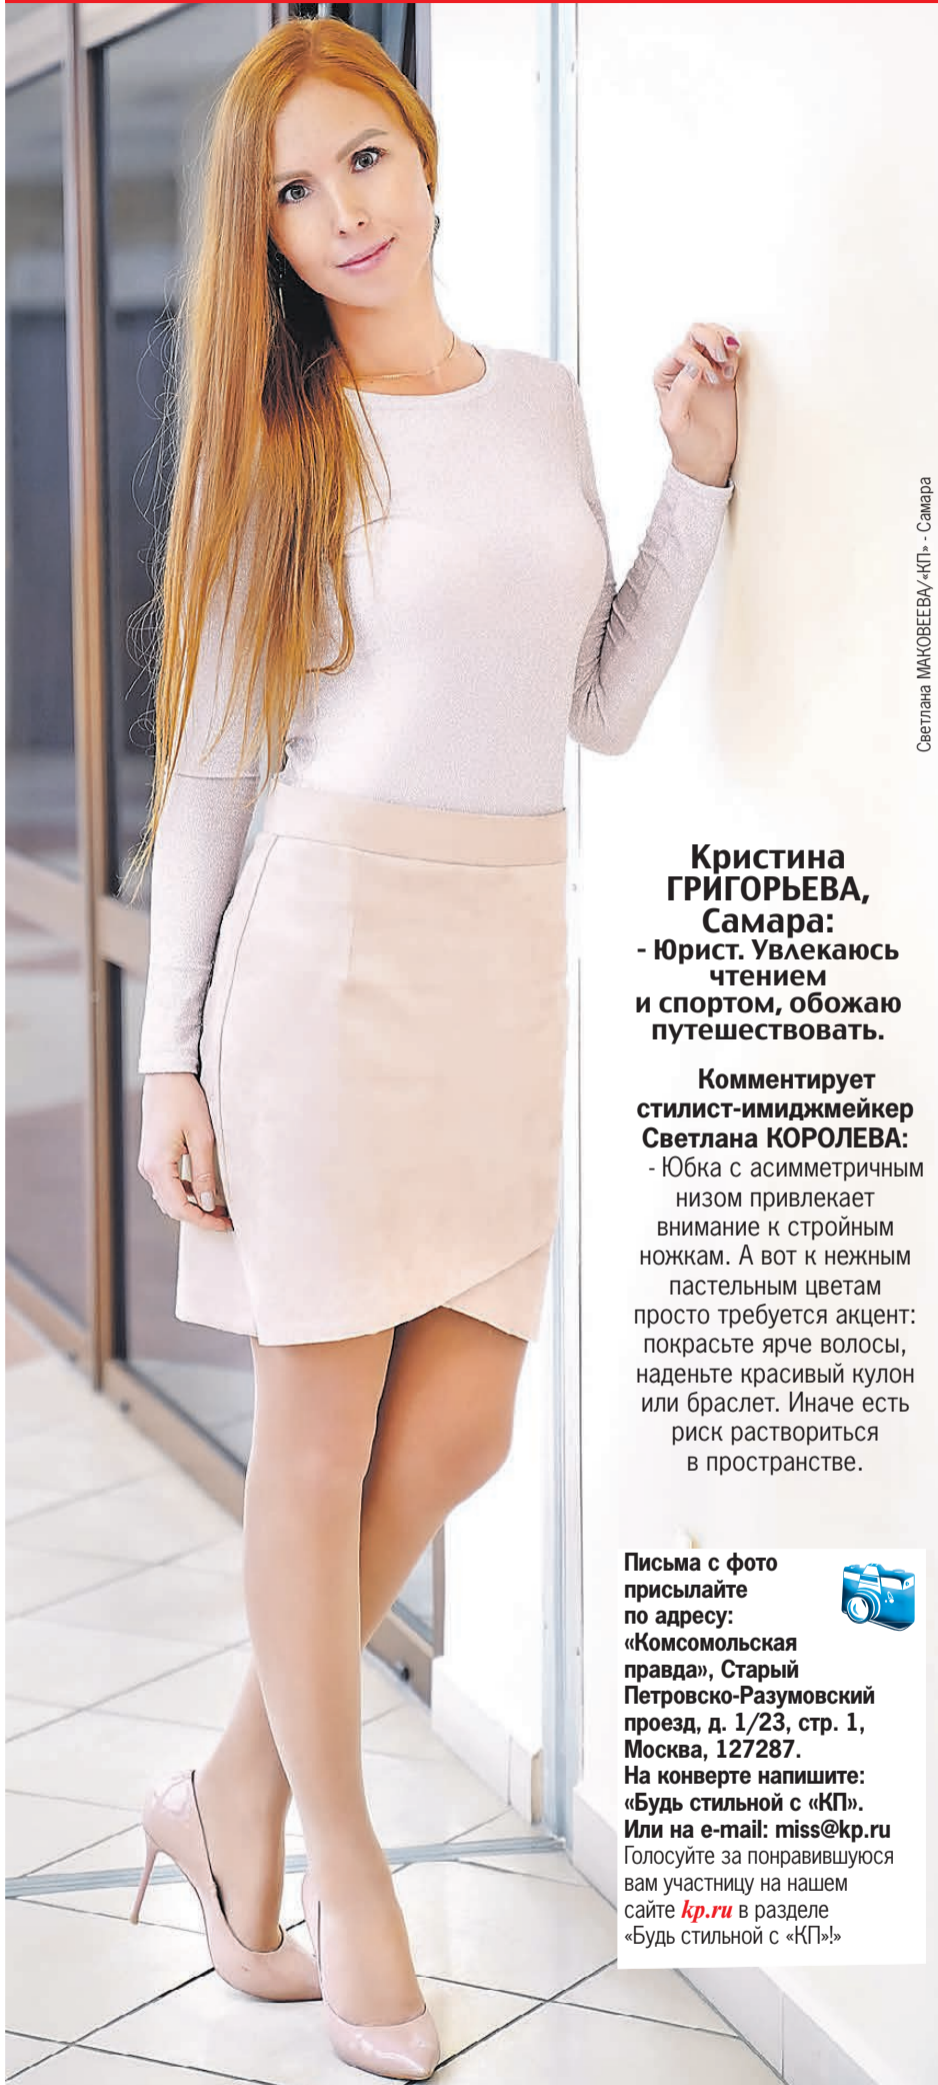 Светлана МАКОВЕЕВА/«КП» - Самара
Кристина
ГРИГОРЬЕВА,
Самара:
- Юрист. Увлекаюсь
чтением
и спортом, обожаю
путешествовать.
Комментирует
стилист-имиджмейкер
Светлана КОРОЛЕВА:
- Юбка с асимметричным
низом привлекает
внимание к стройным
ножкам. А вот к нежным
пастельным цветам
просто требуется акцент:
покрасьте ярче волосы,
наденьте красивый кулон
или браслет. Иначе есть
риск раствориться
в пространстве.
Письма с фото
присылайте
по адресу:
«Комсомольская
правда», Старый
Петровско-Разумовский
проезд, д. 1/23, стр. 1,
Москва, 127287.
На конверте напишите:
«Будь стильной с «КП».
Или на e-mail: miss@kp.ru
Голосуйте за понравившуюся
вам участницу на нашем
сайте kp.ru в разделе
«Будь стильной с «КП»!»